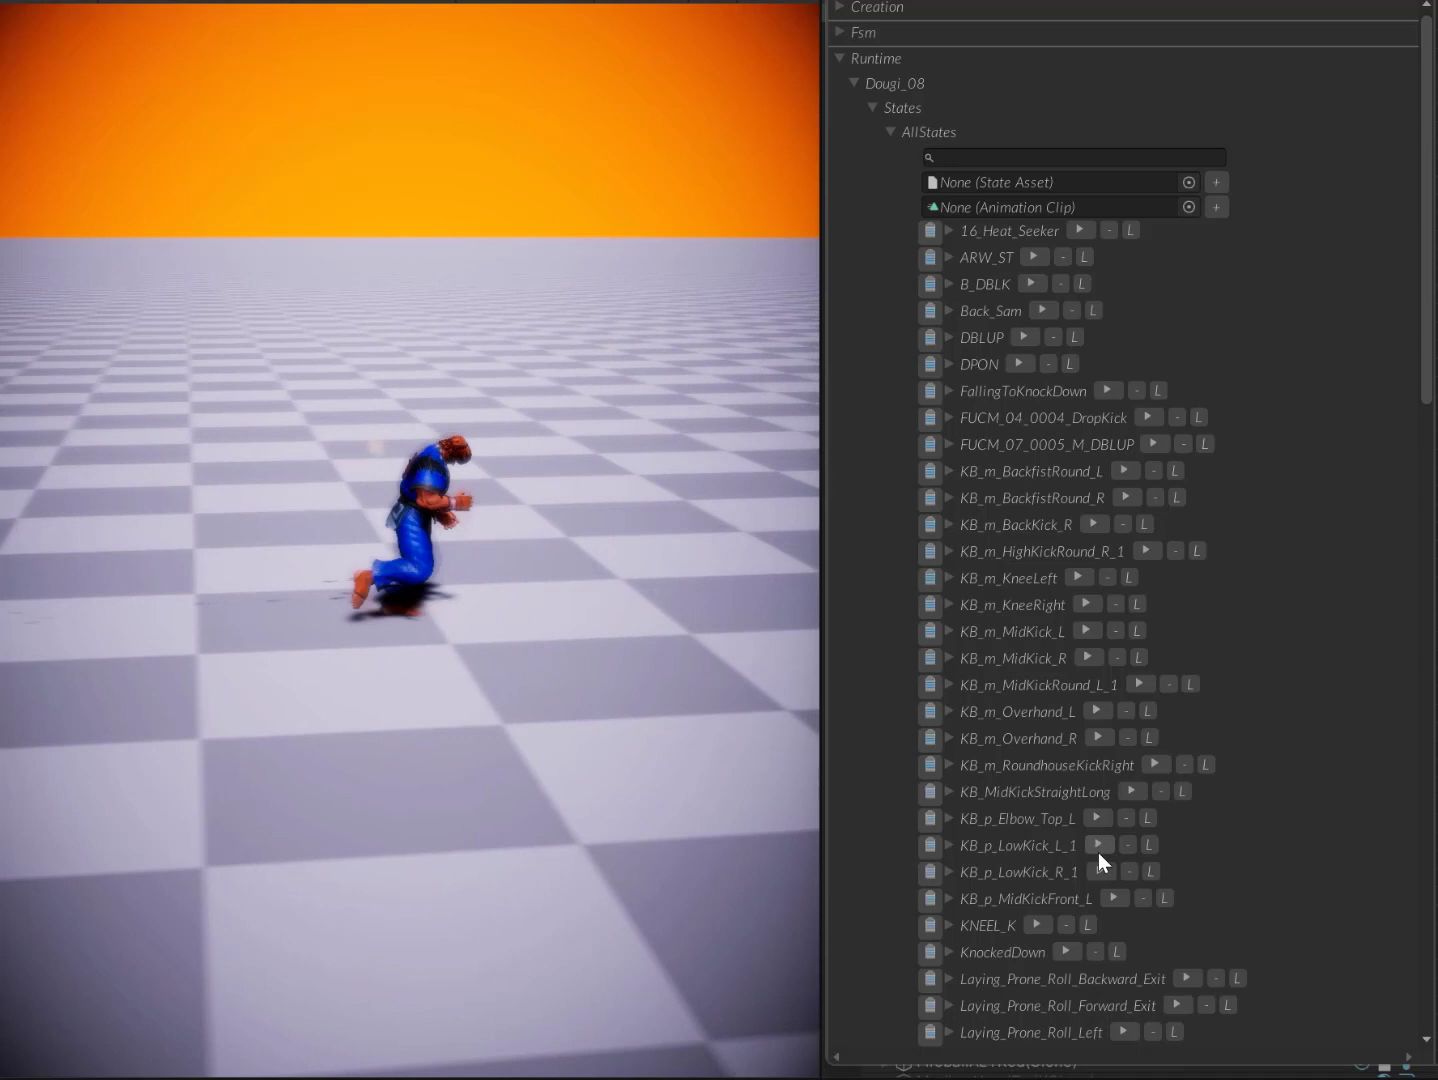 Creation
Fsm
Runtime
Dougi_08
States
AllStates
None (State Asset) +
None (Animation Clip) +
16_Heat_Seeker - L
ARW_ST - L
B_DBLK - L
Back_Sam - L
DBLUP - L
DPON - L
FallingToKnockDown - L
FUCM_04_0004_DropKick - L
FUCM_07_0005_M_DBLUP - L
KB_m_BackfistRound_L - L
KB_m_BackfistRound_R - L
KB_m_BackKick_R - L
KB_m_HighKickRound_R_1 - L
KB_m_KneeLeft - L
KB_m_KneeRight - L
KB_m_MidKick_L - L
KB_m_MidKick_R - L
KB_m_MidKickRound_L_1 - L
KB_m_Overhand_L - L
KB_m_Overhand_R - L
KB_m_RoundhouseKickRight - L
KB_MidKickStraightLong - L
KB_p_Elbow_Top_L - L
KB_p_LowKick_L_1 - L
KB_p_LowKick_R_1 - L
KB_p_MidKickFront_L - L
KNEEL_K - L
KnockedDown - L
Laying_Prone_Roll_Backward_Exit - L
Laying_Prone_Roll_Forward_Exit - L
Laying_Prone_Roll_Left - L